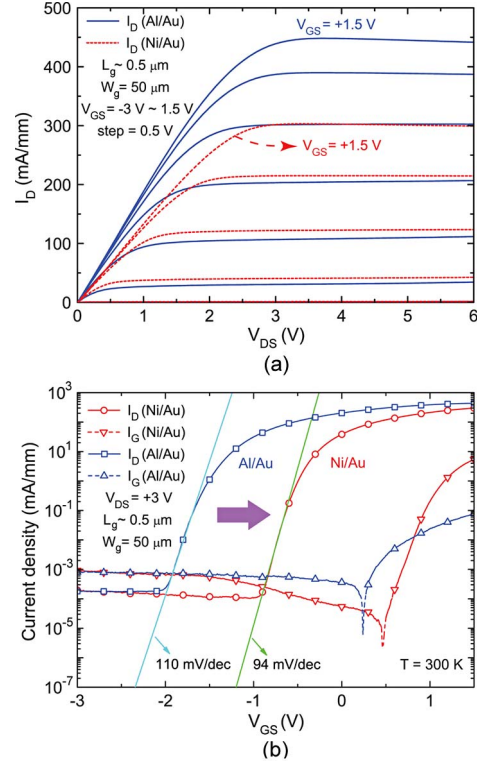 450
400
300
200
100
0
I_D (mA/mm)
I_D (Al/Au)
I_D (Ni/Au)
L_g~ 0.5 μm
W_g= 50 μm
V_GS= -3 V ~ 1.5 V
step = 0.5 V
V_GS= +1.5 V
V_GS= +1.5 V
0 1 2 3 4 5 6
V_DS (V)
(a)
10^3
10^1
10^-1
10^-3
10^-5
10^-7
Current density (mA/mm)
I_D (Ni/Au)
I_G (Ni/Au)
I_D (Al/Au)
I_G (Al/Au)
V_DS = +3 V
L_g~ 0.5 μm
W_g= 50 μm
Al/Au
Ni/Au
110 mV/dec
94 mV/dec
T = 300 K
-3 -2 -1 0 1
V_GS (V)
(b)